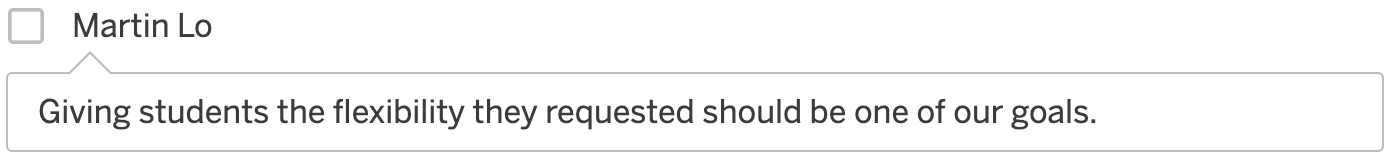 Martin Lo
Giving students the flexibility they requested should be one of our goals.